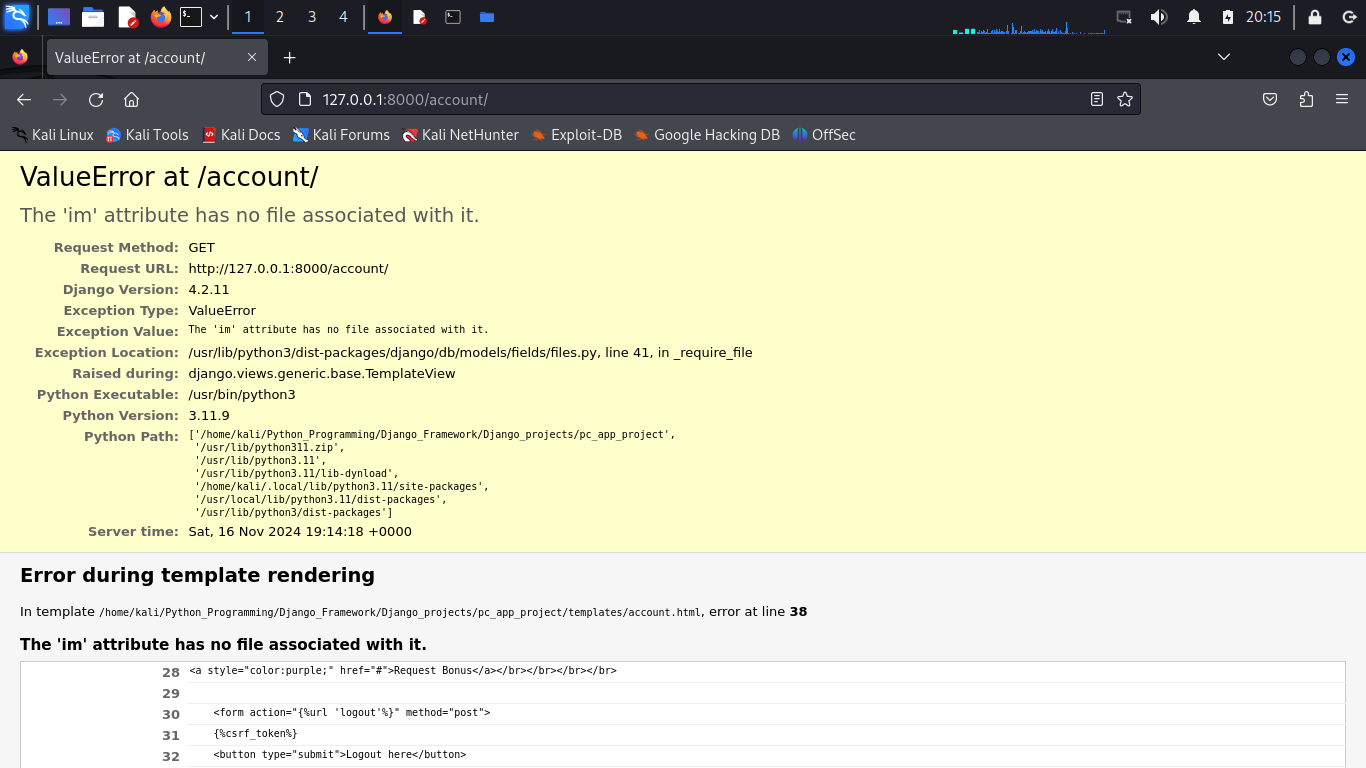 1 2 3 4 20:15
ValueError at /account/
127.0.0.1:8000/account/
Kali Linux Kali Tools Kali Docs Kali Forums Kali NetHunter Exploit-DB Google Hacking DB OffSec
ValueError at /account/
The 'im' attribute has no file associated with it.
Request Method: GET
Request URL: http://127.0.0.1:8000/account/
Django Version: 4.2.11
Exception Type: ValueError
Exception Value: The 'im' attribute has no file associated with it.
Exception Location: /usr/lib/python3/dist-packages/django/db/models/fields/files.py, line 41, in _require_file
Raised during: django.views.generic.base.TemplateView
Python Executable: /usr/bin/python3
Python Version: 3.11.9
Python Path: ['/home/kali/Python_Programming/Django_Framework/Django_projects/pc_app_project',
'/usr/lib/python311.zip',
'/usr/lib/python3.11',
'/usr/lib/python3.11/lib-dynload',
'/home/kali/.local/lib/python3.11/site-packages',
'/usr/local/lib/python3.11/dist-packages',
'/usr/lib/python3/dist-packages']
Server time: Sat, 16 Nov 2024 19:14:18 +0000
Error during template rendering
In template /home/kali/Python_Programming/Django_Framework/Django_projects/pc_app_project/templates/account.html, error at line 38
The 'im' attribute has no file associated with it.
28 <a style="color:purple;" href="#">Request Bonus</a></br></br></br></br>
29
30 <form action="{%url 'logout'%}" method="post">
31 {%csrf_token%}
32 <button type="submit">Logout here</button>